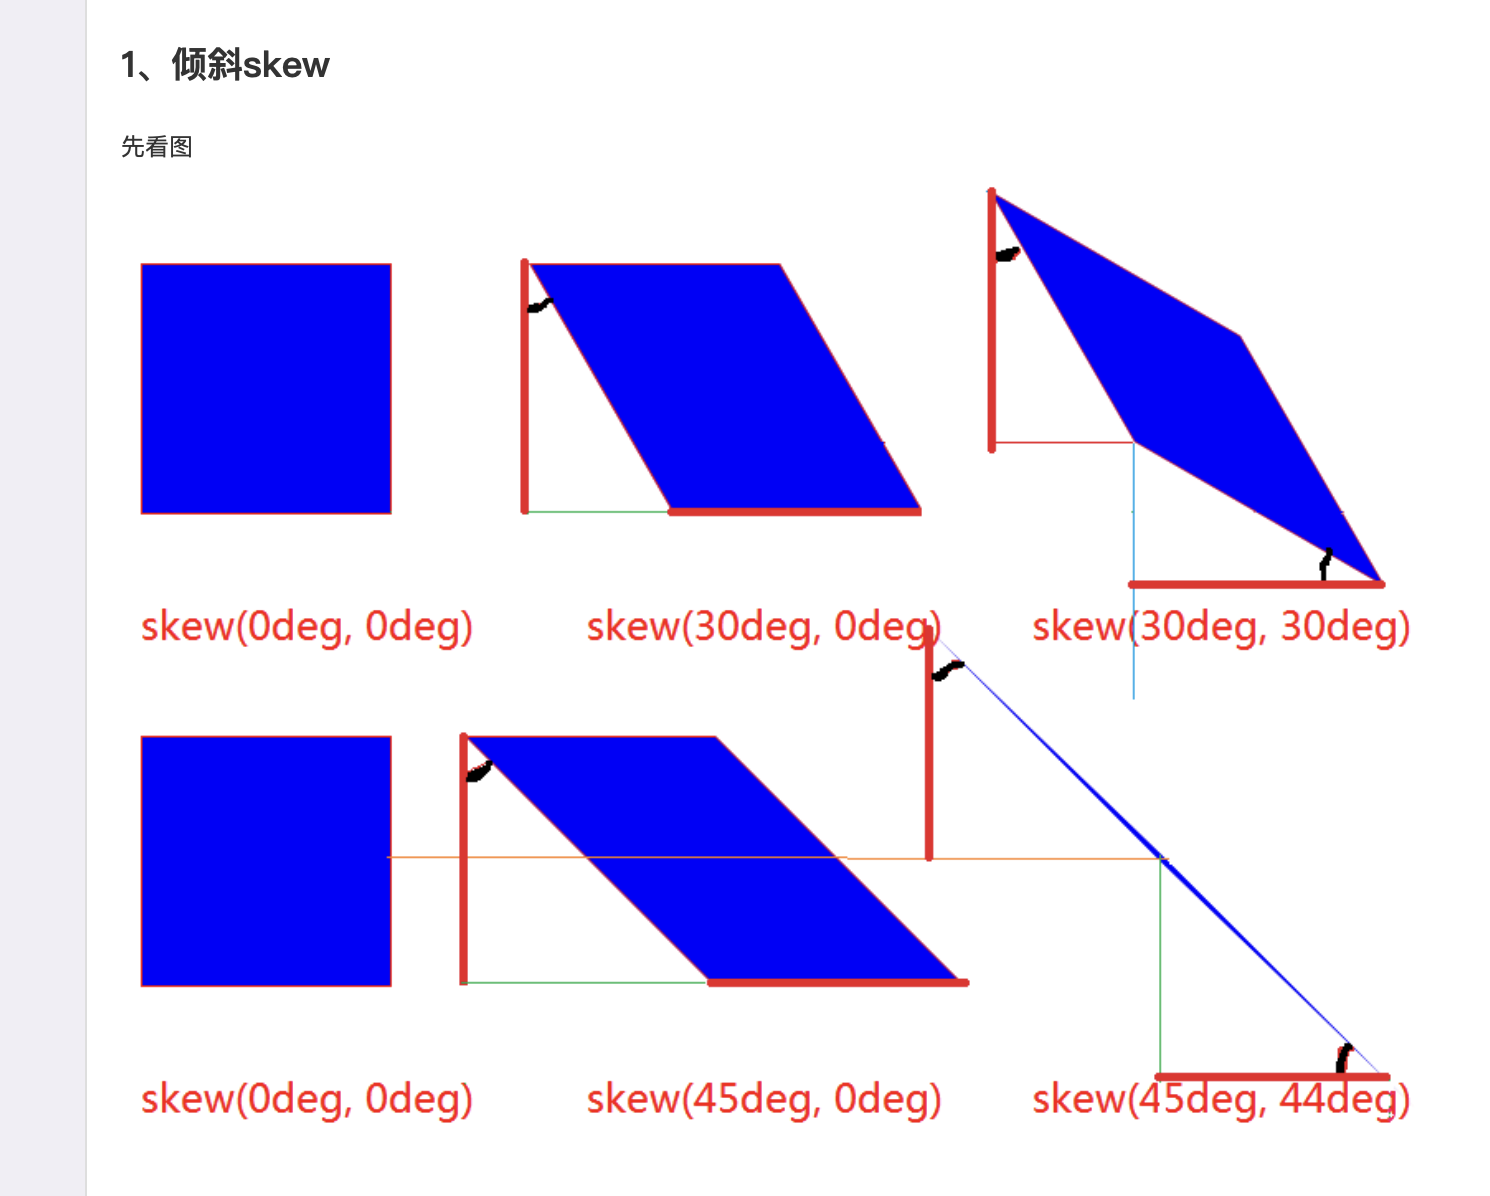 1、倾斜skew
先看图
skew(0deg, 0deg)
skew(30deg, 0deg)
skew(30deg, 30deg)
skew(0deg, 0deg)
skew(45deg, 0deg)
skew(45deg, 44deg)